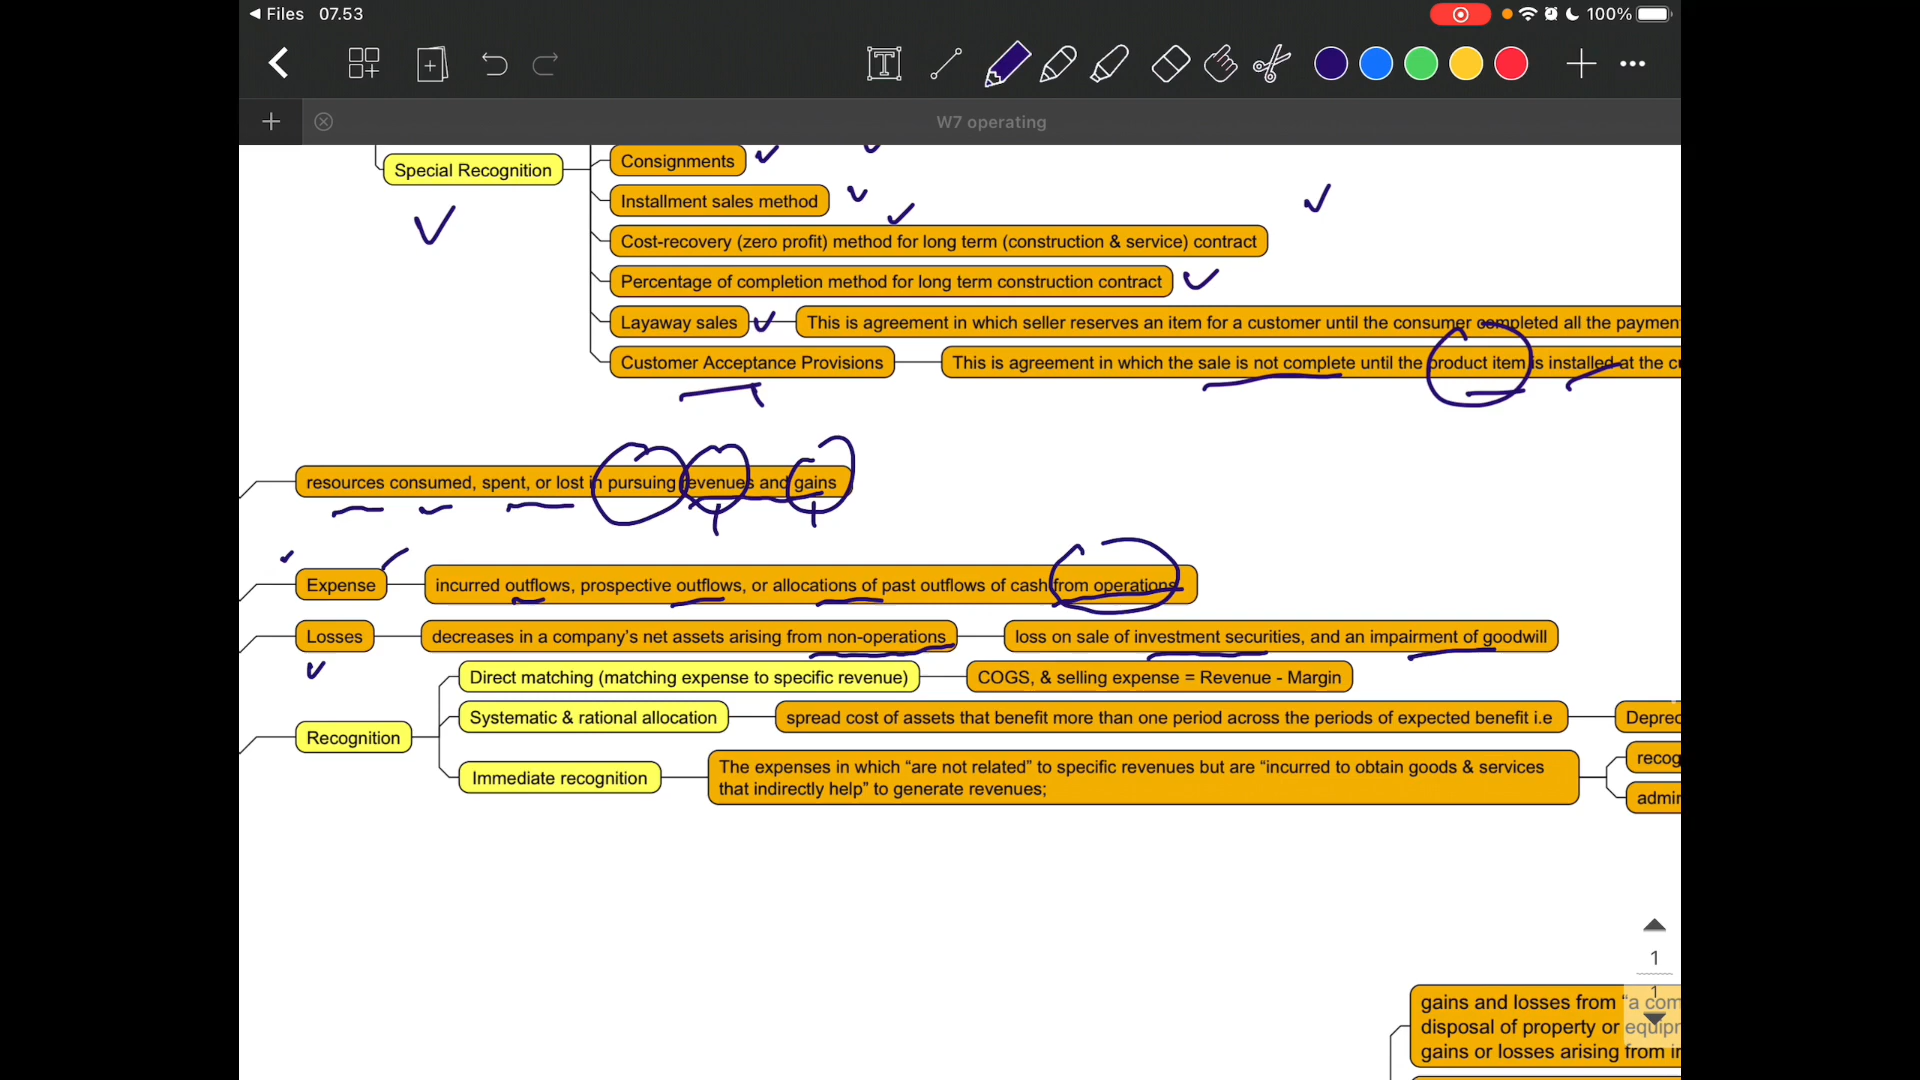 Files 07.53
100%
T
W7 operating
Consignments
Special Recognition
Installment sales method
Cost-recovery (zero profit) method for long term (construction & service) contract
Percentage of completion method for long term construction contract
Layaway sales This is agreement in which seller reserves an item for a customer until the consumer completed all the paymen
Customer Acceptance Provisions This is agreement in which the sale is not complete until the product item is installed at the
resources consumed, spent, or lost in pursuing revenues and gains
Expense incurred outflows, prospective outflows, or allocations of past outflows of cash from operations
Losses decreases in a company's net assets arising from non-operations loss on sale of investment securities, and an impairment of goodwill
Direct matching (matching expense to specific revenue) COGS, & selling expense = Revenue - Margin
Systematic & rational allocation spread cost of assets that benefit more than one period across the periods of expected benefit i.e Deprec
Recognition
Immediate recognition The expenses in which “are not related” to specific revenues but are “incurred to obtain goods & services
that indirectly help” to generate revenues;
recog
admin
1
1
gains and losses from “a com
disposal of property or equipm
gains or losses arising from in